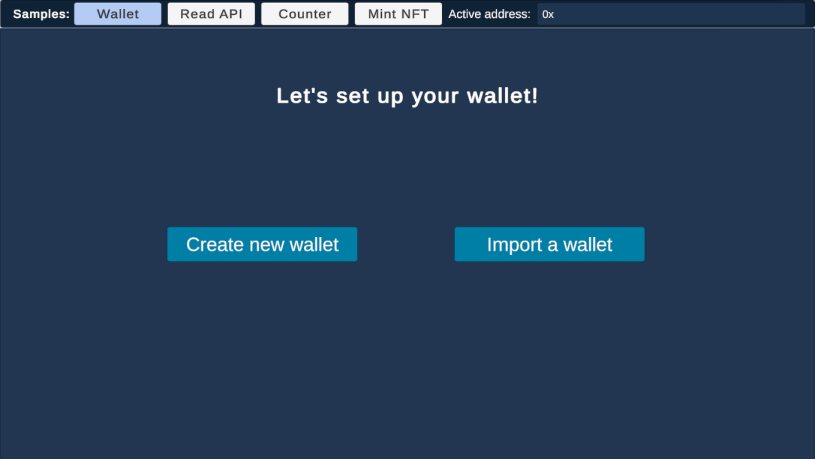 Samples: Wallet Read API Counter Mint NFT Active address: 0x
Let's set up your wallet!
Create new wallet Import a wallet